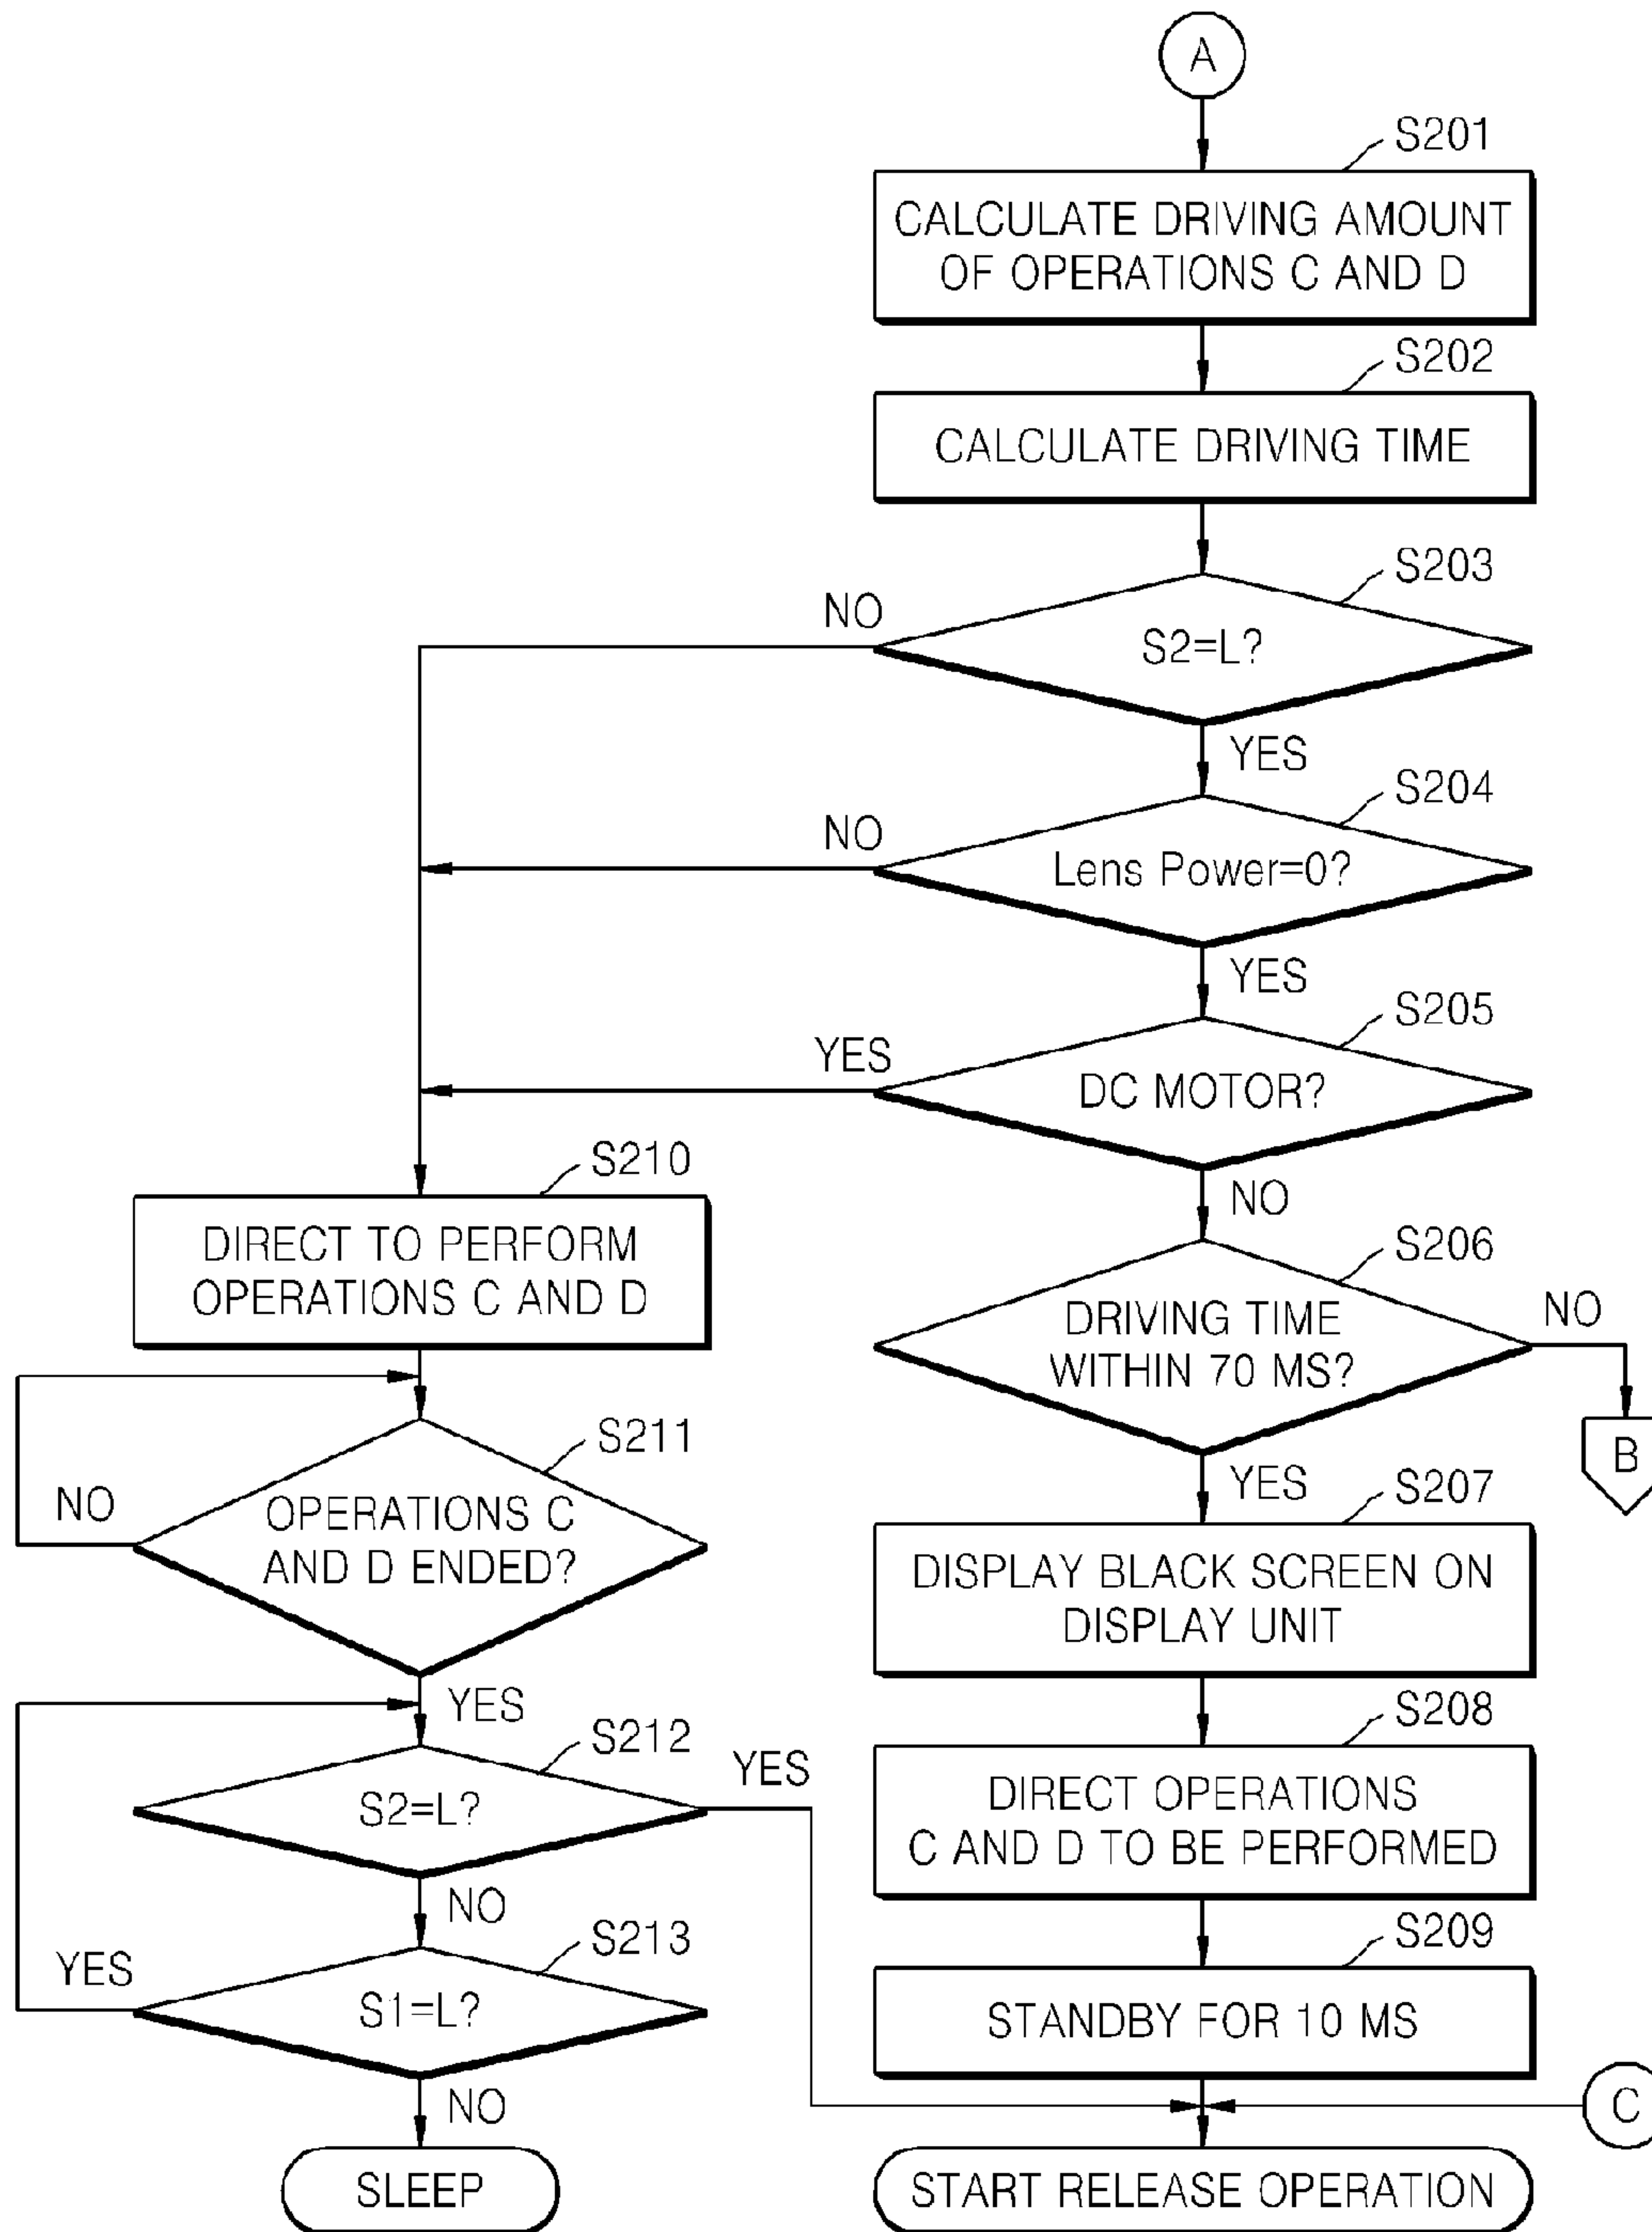 A
S201
CALCULATE DRIVING AMOUNT
OF OPERATIONS C AND D
S202
CALCULATE DRIVING TIME
S203
NO
S2=L?
YES
S204
NO
Lens Power=0?
YES
S205
YES
DC MOTOR?
NO
S206
DRIVING TIME
WITHIN 70 MS?
NO
B
YES
S207
DISPLAY BLACK SCREEN ON
DISPLAY UNIT
S208
DIRECT OPERATIONS
C AND D TO BE PERFORMED
S209
STANDBY FOR 10 MS
C
START RELEASE OPERATION
S210
DIRECT TO PERFORM
OPERATIONS C AND D
S211
NO
OPERATIONS C
AND D ENDED?
YES
S212
YES
S2=L?
NO
S213
YES
S1=L?
NO
SLEEP